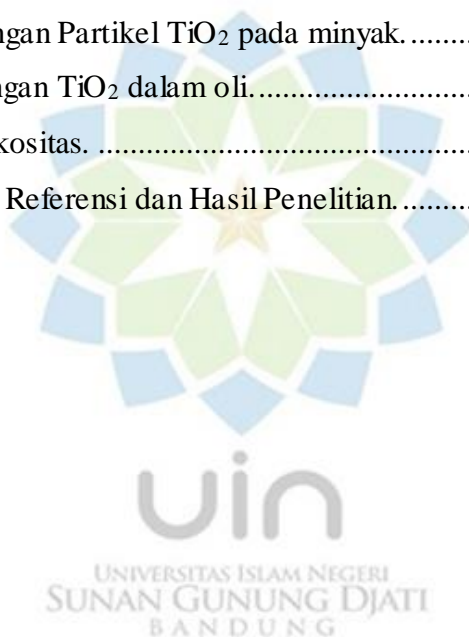 ngan Partikel TiO₂ pada minyak. ........
ngan TiO₂ dalam oli. ......................
kositas. .......................................
Referensi dan Hasil Penelitian. .........
uin
UNIVERSITAS ISLAM NEGERI
SUNAN GUNUNG DJATI
BANDUNG